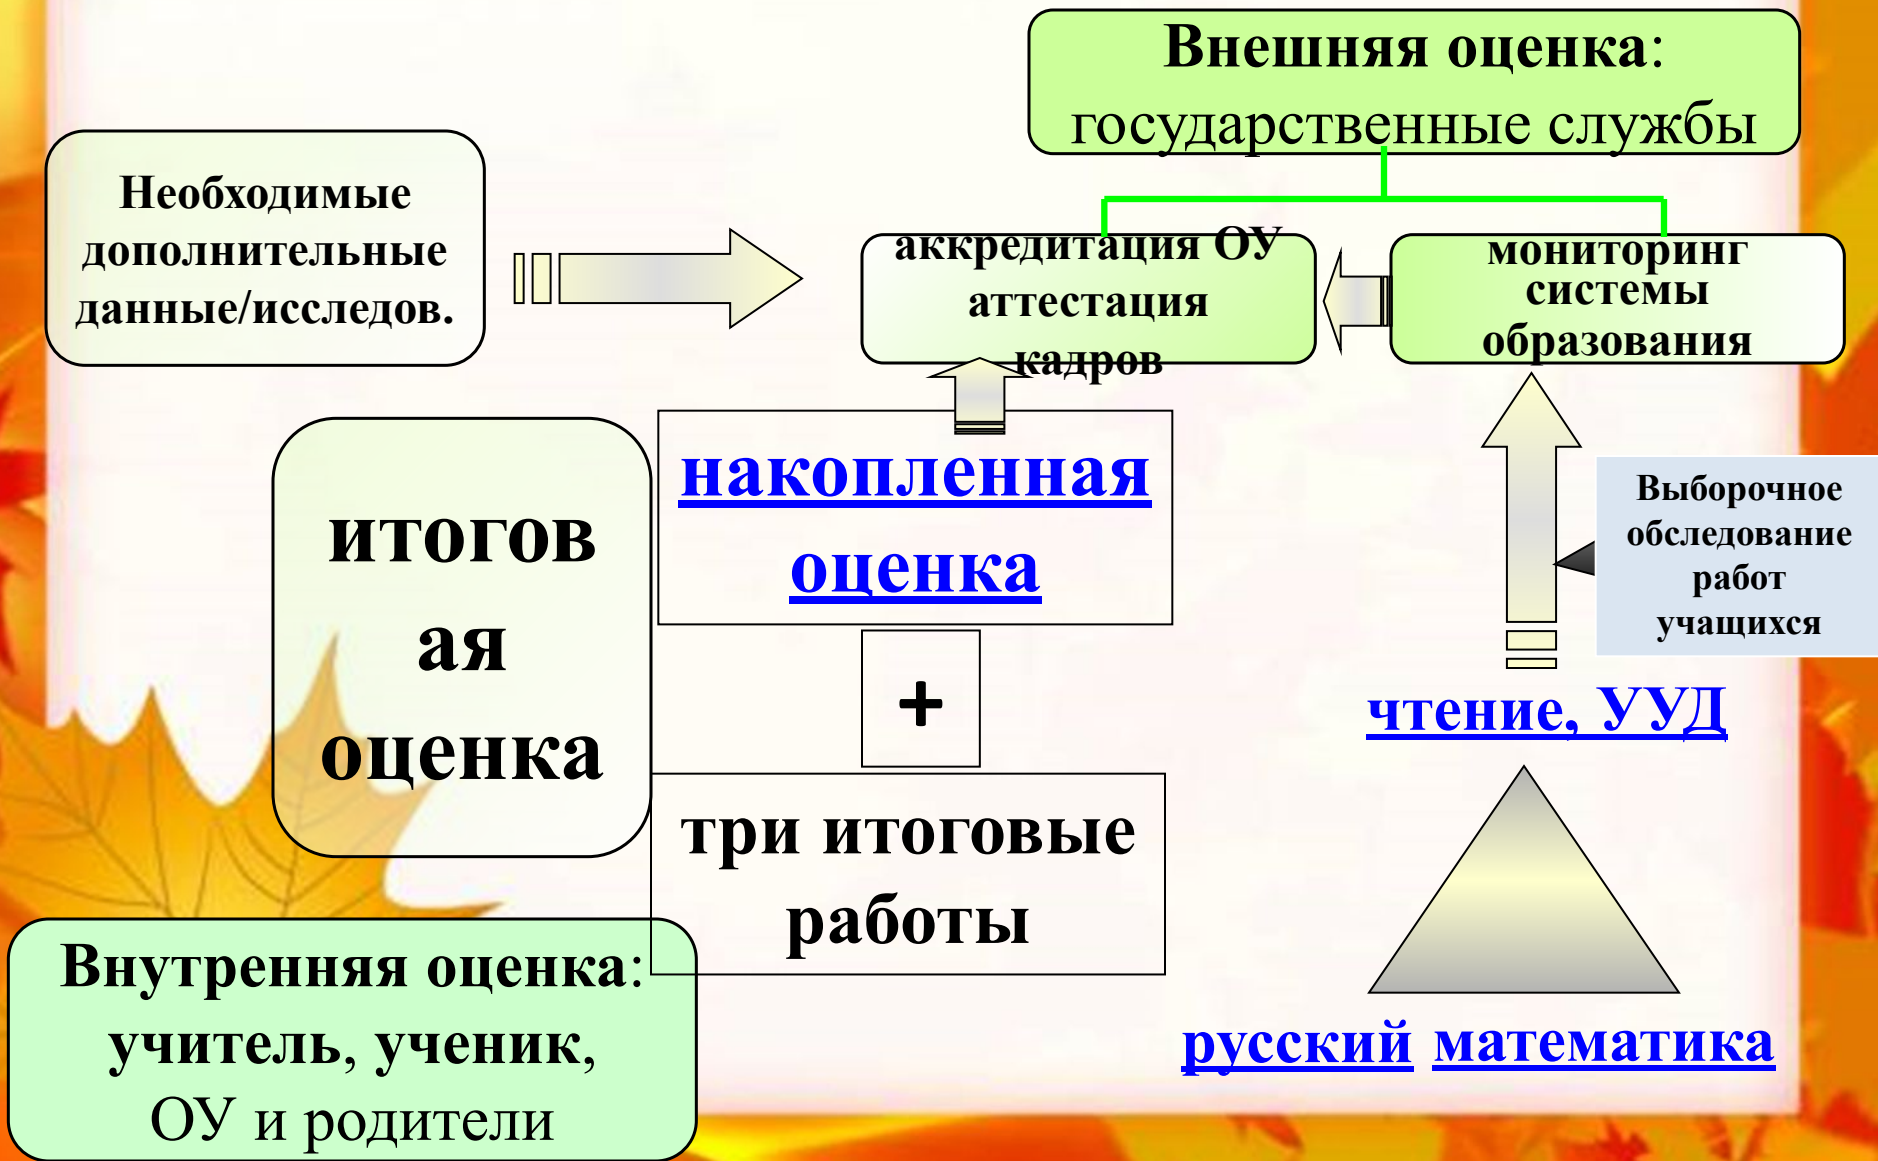 Внешняя оценка:
государственные службы
Необходимые
дополнительные
данные/исследов.
аккредитация ОУ
аттестация
кадров
мониторинг
системы
образования
итогов
ая
оценка
накопленная
оценка
+
три итоговые
работы
Выборочное
обследование
работ
учащихся
чтение, УУД
русский математика
Внутренняя оценка:
учитель, ученик,
ОУ и родители